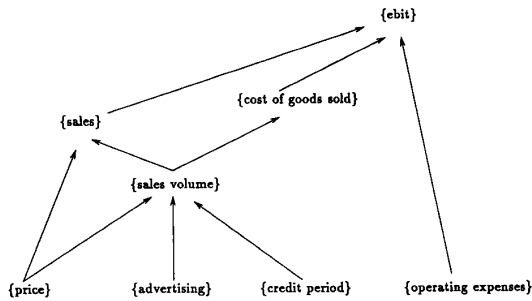 {ebit}
{cost of goods sold}
{sales}
{sales volume}
{price} {advertising} {credit period} {operating expenses}